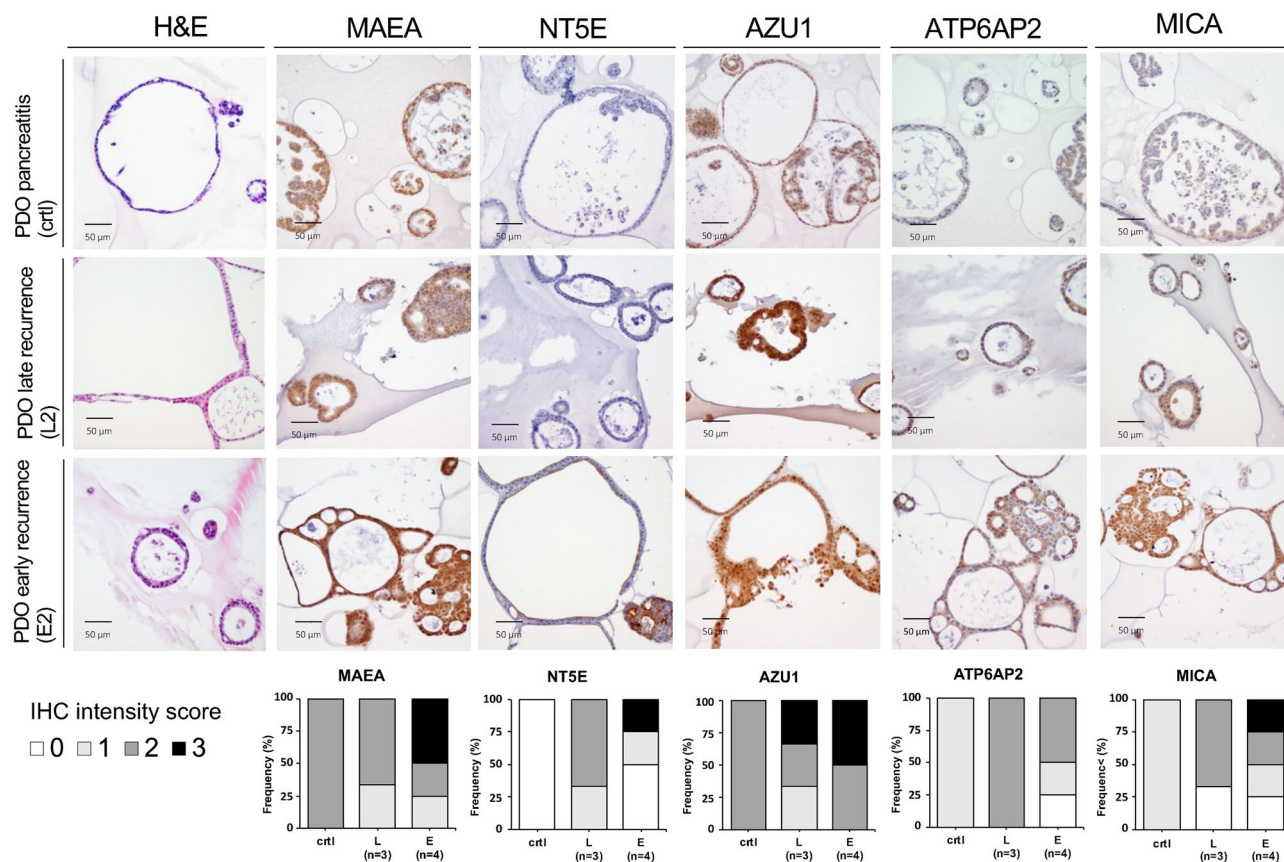 H&E MAEA NT5E AZU1 ATP6AP2 MICA
PDO pancreatitis
(crtl)
50 µm 50 µm 50 µm 50 µm 50 µm 50 µm
PDO late recurrence
(L2)
50 µm 50 µm 50 µm 50 µm 50 µm 50 µm
PDO early recurrence
(E2)
50 µm 50 µm 50 µm 50 µm 50 µm 50 µm
IHC intensity score
0 1 2 3
MAEA
Frequency (%)
100
75
50
25
0
crtl L E
(n=3) (n=4)
NT5E
Frequency (%)
100
75
50
25
0
crtl L E
(n=3) (n=4)
AZU1
Frequency (%)
100
75
50
25
0
crtl L E
(n=3) (n=4)
ATP6AP2
Frequency (%)
100
75
50
25
0
crtl L E
(n=3) (n=4)
MICA
Frequenc< (%)
100
75
50
25
0
crtl L E
(n=3) (n=4)